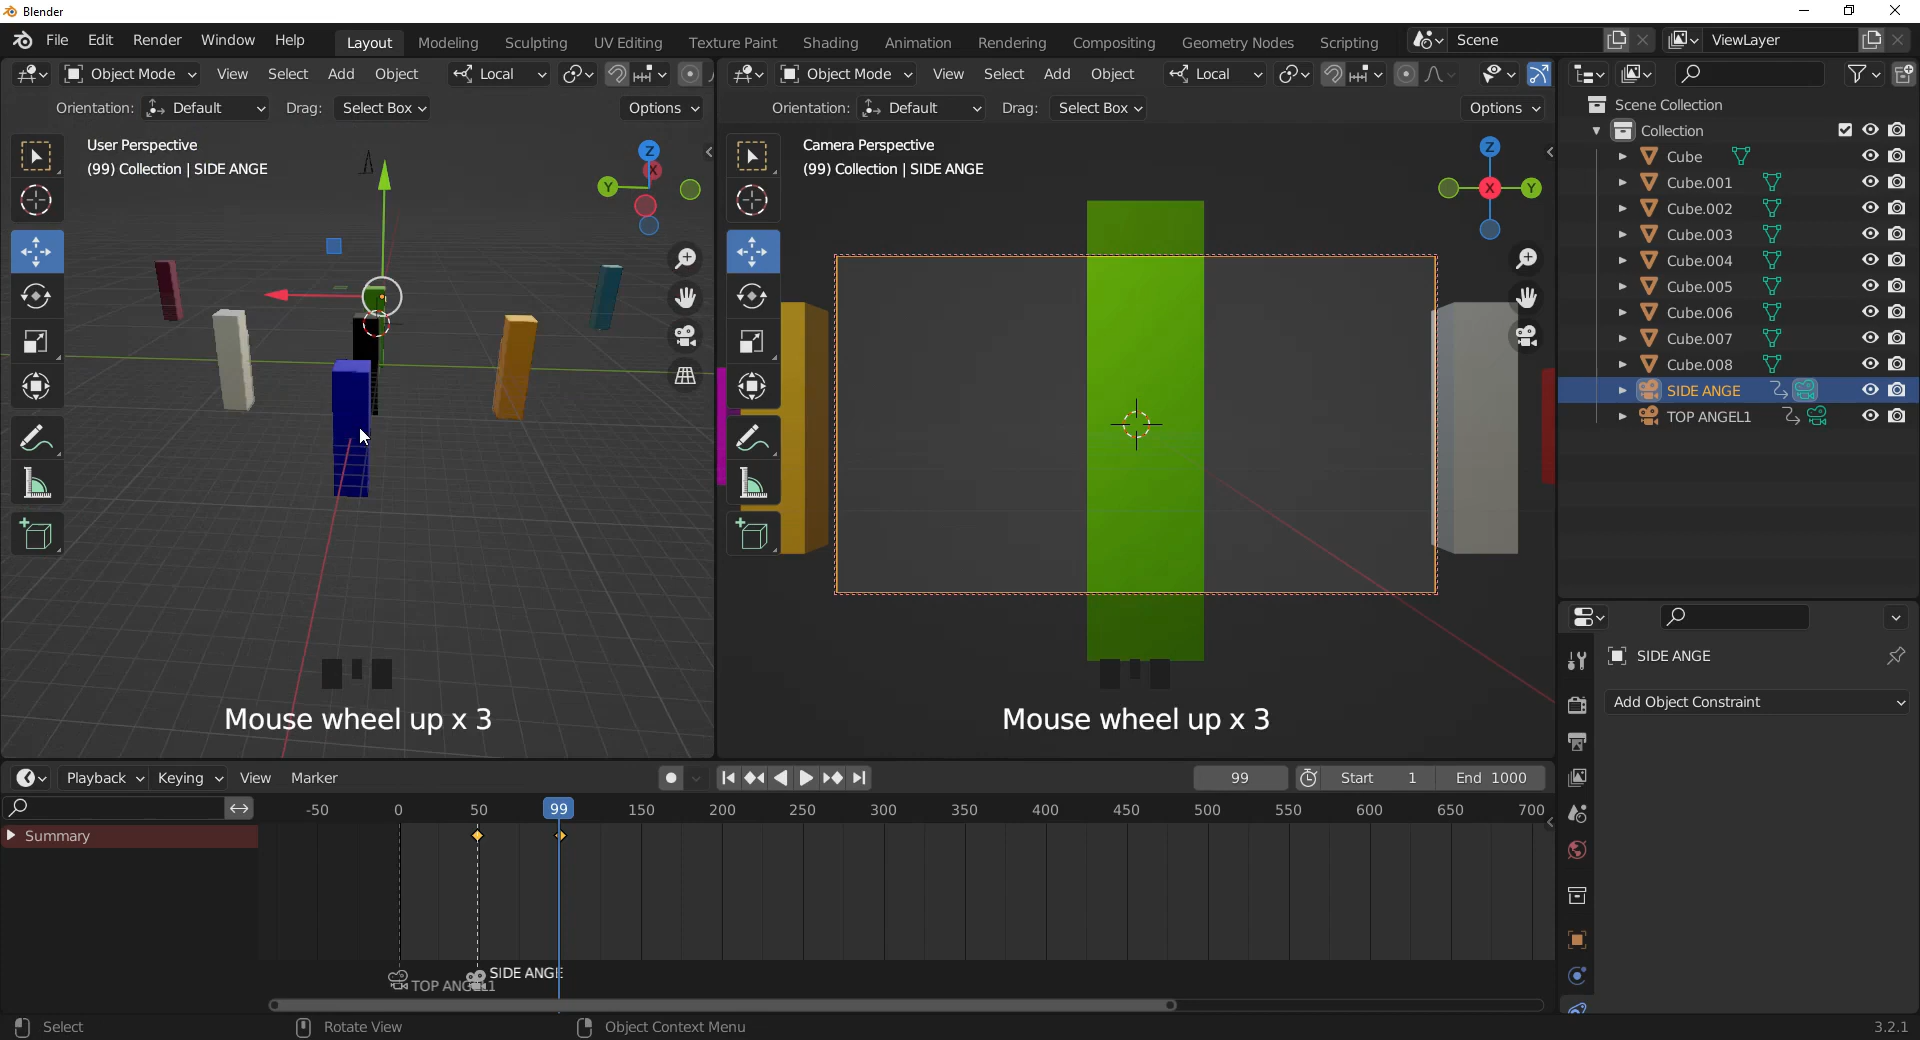 Blender
File Edit Render Window Help Layout Modeling Sculpting UV Editing Texture Paint Shading Animation Rendering Compositing Geometry Nodes Scripting Scene ViewLayer
Object Mode View Select Add Object Local
Object Mode View Select Add Object Local
Orientation: Default Drag: Select Box Options
Orientation: Default Drag: Select Box Options
User Perspective
(99) Collection | SIDE ANGE
Z
X
Y
Camera Perspective
(99) Collection | SIDE ANGE
Z
X
Y
Mouse wheel up x 3
Mouse wheel up x 3
Scene Collection
Collection
Cube
Cube.001
Cube.002
Cube.003
Cube.004
Cube.005
Cube.006
Cube.007
Cube.008
SIDE ANGE
TOP ANGEL1
SIDE ANGE
Add Object Constraint
Playback Keying View Marker 99 Start 1 End 1000
-50 0 50 99 150 200 250 300 350 400 450 500 550 600 650 700
Summary
SIDE ANGE
TOP ANGEL1
Select Rotate View Object Context Menu 3.2.1